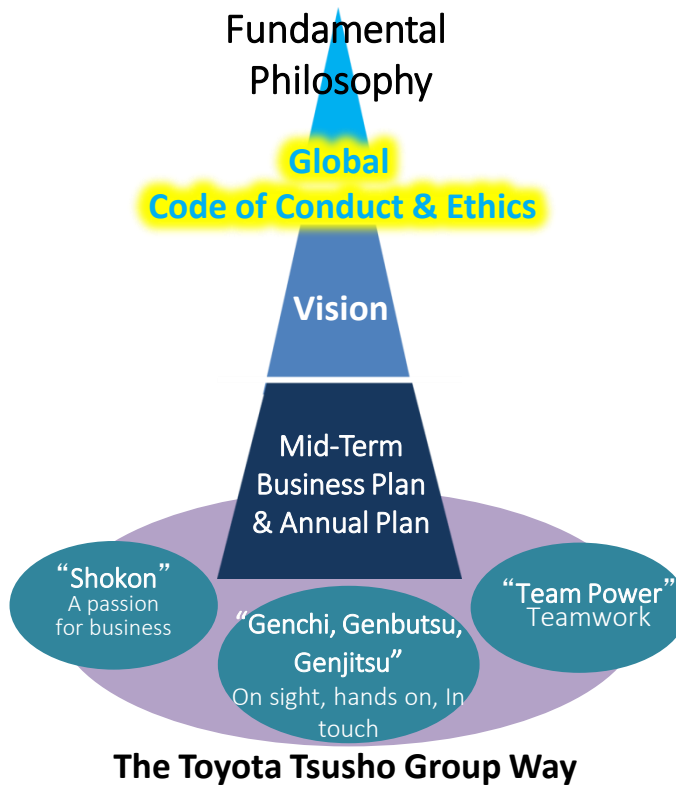 Fundamental
Philosophy
Global
Code of Conduct & Ethics
Vision
Mid-Term
Business Plan
& Annual Plan
“Shokon”
A passion
for business
“Genchi, Genbutsu,
Genjitsu”
On sight, hands on, In
touch
“Team Power”
Teamwork
The Toyota Tsusho Group Way